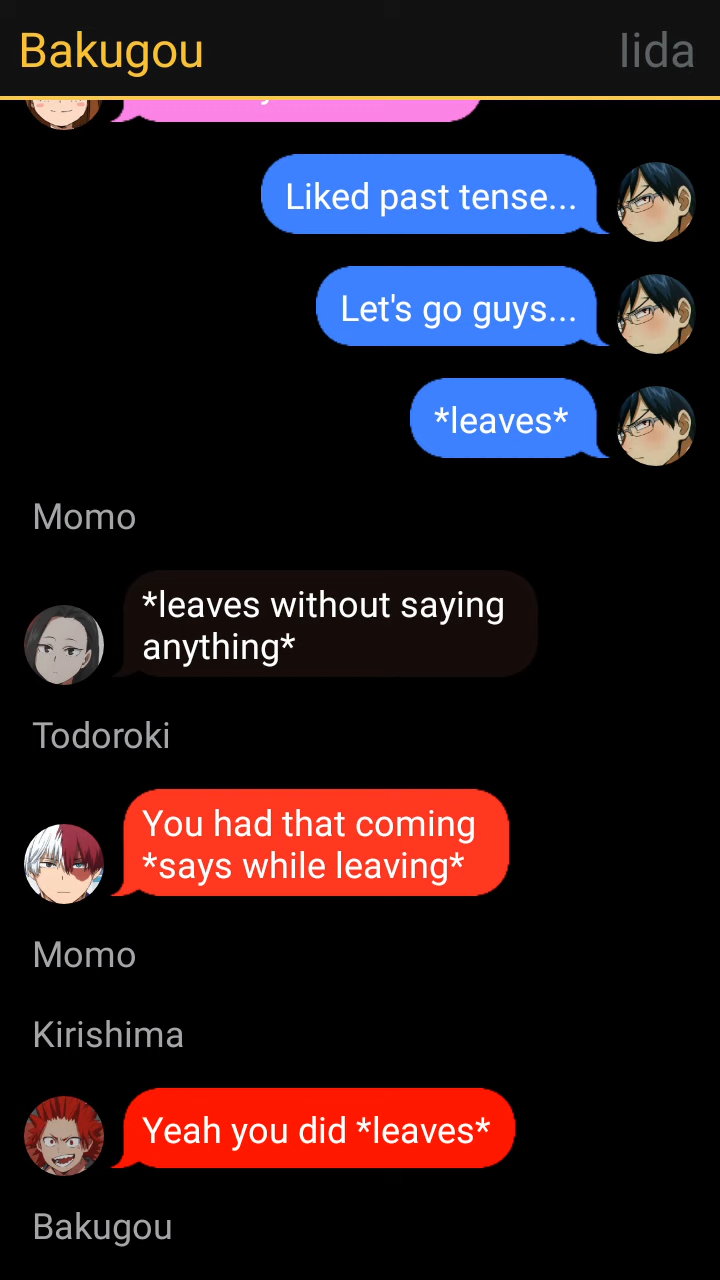 Bakugou
Iida
Liked past tense...
Let's go guys...
*leaves*
Momo
*leaves without saying
anything*
Todoroki
You had that coming
*says while leaving*
Momo
Kirishima
Yeah you did *leaves*
Bakugou